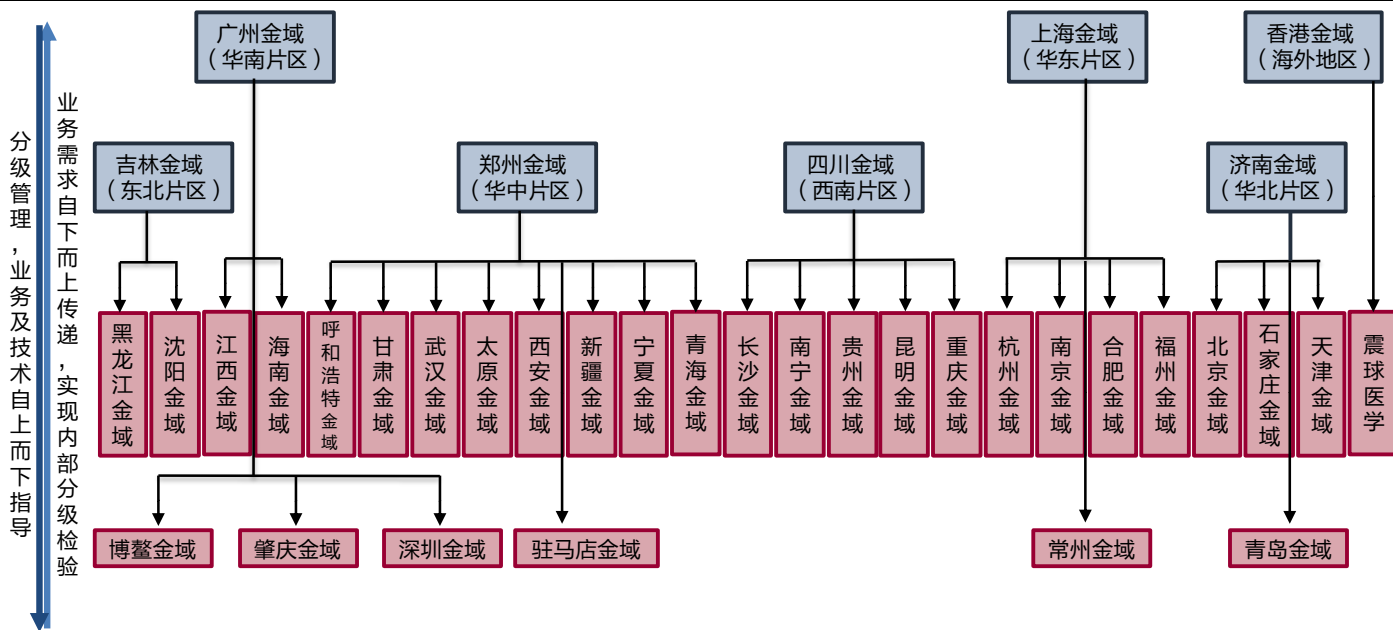 广州金域
（华南片区）
上海金域
（华东片区）
香港金域
（海外地区）
吉林金域
（东北片区）
郑州金域
（华中片区）
四川金域
（西南片区）
济南金域
（华北片区）
分级管理，业务及技术自上而下指导
业务需求自下而上传递，实现内部分级检验
黑龙江金域
沈阳金域
江西金域
海南金域
呼和浩特金域
甘肃金域
武汉金域
太原金域
西安金域
新疆金域
宁夏金域
青海金域
长沙金域
南宁金域
贵州金域
昆明金域
重庆金域
杭州金域
南京金域
合肥金域
福州金域
北京金域
石家庄金域
天津金域
震球医学
博鳌金域
肇庆金域
深圳金域
驻马店金域
常州金域
青岛金域